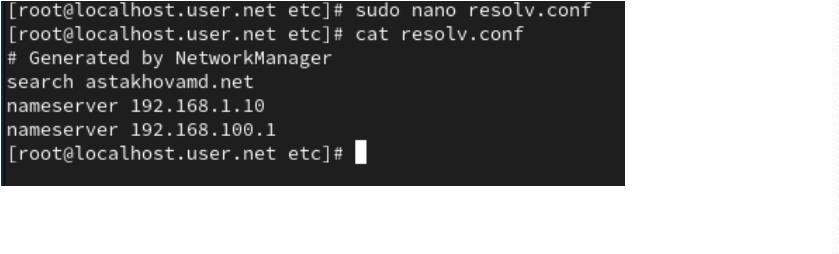 [root@localhost.user.net etc]# sudo nano resolv.conf
[root@localhost.user.net etc]# cat resolv.conf
# Generated by NetworkManager
search astakhovamd.net
nameserver 192.168.1.10
nameserver 192.168.100.1
[root@localhost.user.net etc]#